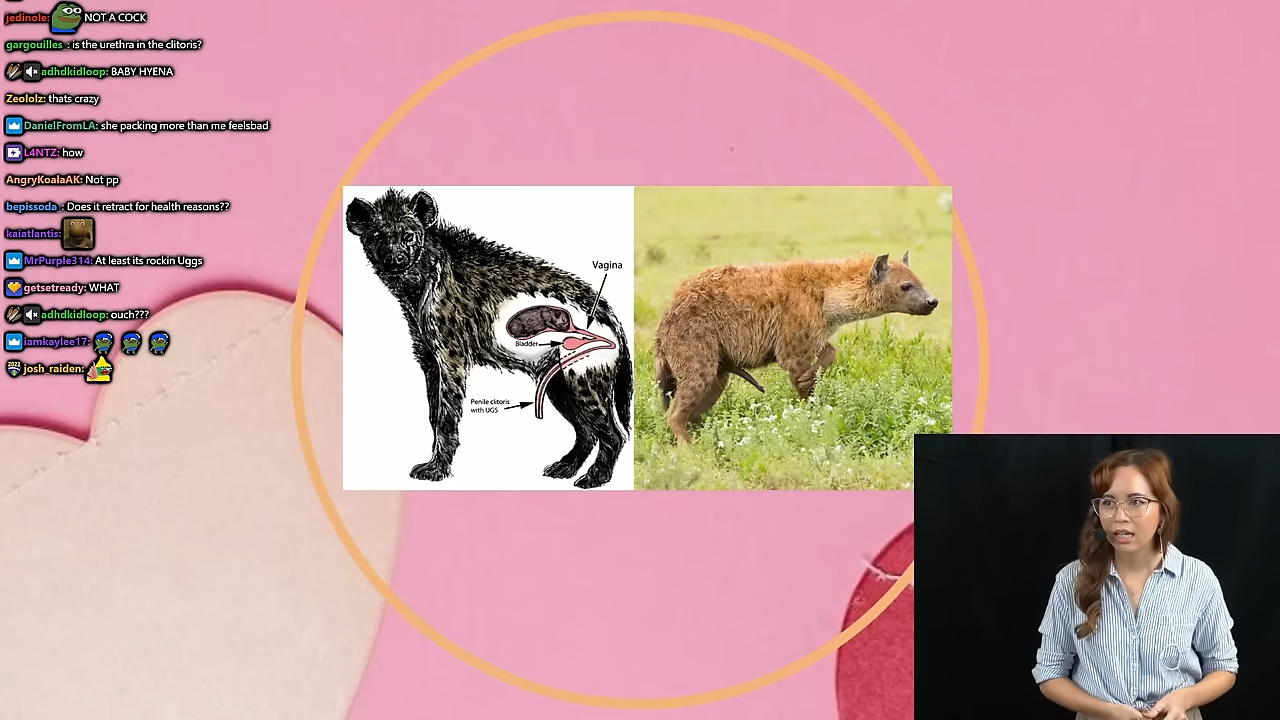 jedinole: NOT A COCK
gargouilles : is the urethra in the clitoris?
adhdkidloop: BABY HYENA
Zeololz: thats crazy
DanielFromLA: she packing more than me feelsbad
L4NTZ: how
AngryKoalaAK: Not pp
bepissoda : Does it retract for health reasons??
kaiatlantis:
MrPurple314: At least its rockin Uggs
getsetready: WHAT
adhdkidloop: ouch???
iamkaylee17:
josh_raiden:
Vagina
Bladder
Penile clitoris
with UGS